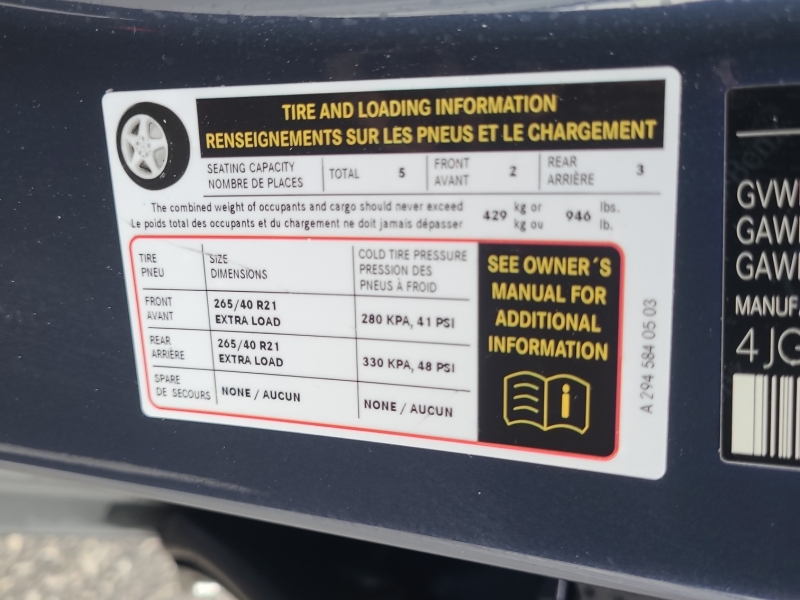 TIRE AND LOADING INFORMATION
RENSEIGNEMENTS SUR LES PNEUS ET LE CHARGEMENT
SEATING CAPACITY
NOMBRE DE PLACES
TOTAL 5
FRONT
AVANT
2
REAR
ARRIÈRE
3
The combined weight of occupants and cargo should never exceed
Le poids total des occupants et du chargement ne doit jamais dépasser
429 kg or
kg ou
946 lbs.
lb.
TIRE
PNEU
SIZE
DIMENSIONS
COLD TIRE PRESSURE
PRESSION DES
PNEUS À FROID
FRONT
AVANT
265/40 R21
EXTRA LOAD
280 KPA, 41 PSI
REAR
ARRIÈRE
265/40 R21
EXTRA LOAD
330 KPA, 48 PSI
SPARE
DE SECOURS
NONE / AUCUN
NONE / AUCUN
SEE OWNER´S
MANUAL FOR
ADDITIONAL
INFORMATION
A 294 584 05 03
GVW
GAW
GAW
MANUF.
4JG